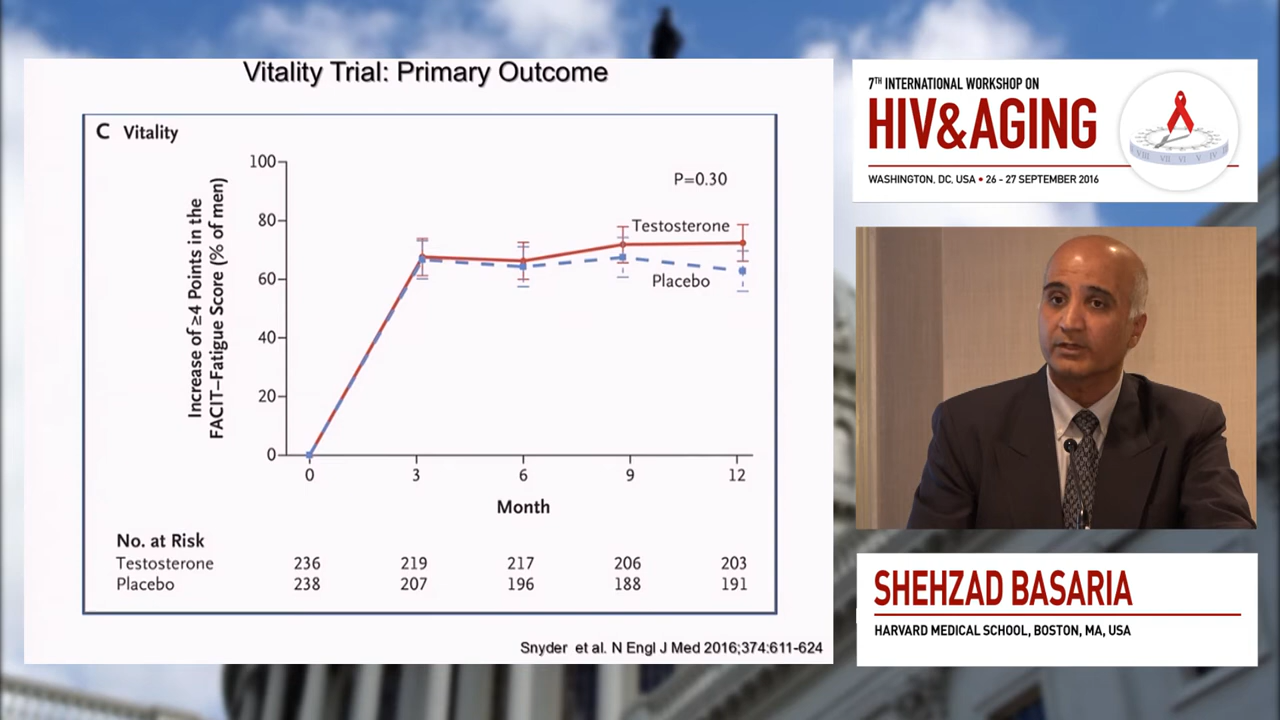 Vitality Trial: Primary Outcome
C Vitality
100
80
60
40
20
0
Increase of ≥4 Points in the
FACIT–Fatigue Score (% of men)
P=0.30
Testosterone
Placebo
0 3 6 9 12
Month
No. at Risk
Testosterone 236 219 217 206 203
Placebo 238 207 196 188 191
Snyder et al. N Engl J Med 2016;374:611-624
7TH INTERNATIONAL WORKSHOP ON
HIV&AGING
WASHINGTON, DC, USA • 26 - 27 SEPTEMBER 2016
VIII VII VI V IV
SHEHZAD BASARIA
HARVARD MEDICAL SCHOOL, BOSTON, MA, USA